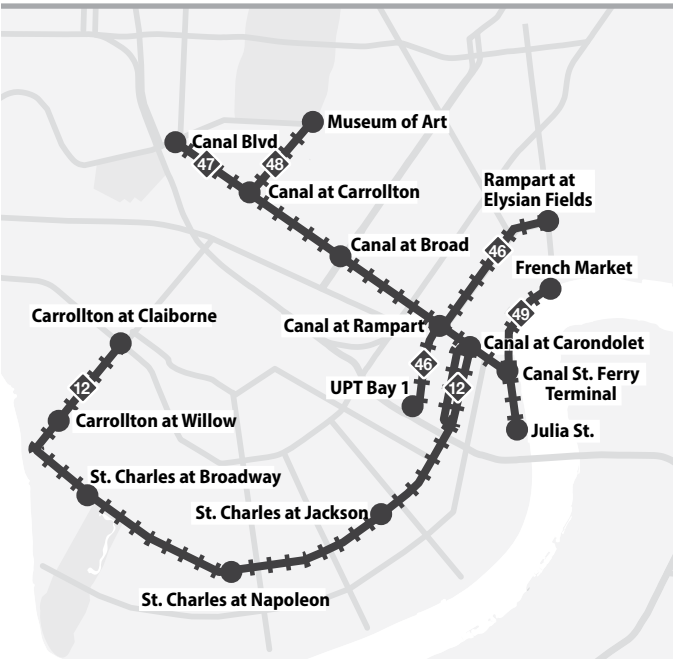 Museum of Art
Canal Blvd
47
48
Canal at Carrollton
Rampart at
Elysian Fields
Canal at Broad
46
French Market
Carrollton at Claiborne
49
Canal at Rampart
Canal at Carondolet
46
Canal St. Ferry
Terminal
UPT Bay 1
12
12
Carrollton at Willow
Julia St.
St. Charles at Broadway
St. Charles at Jackson
St. Charles at Napoleon